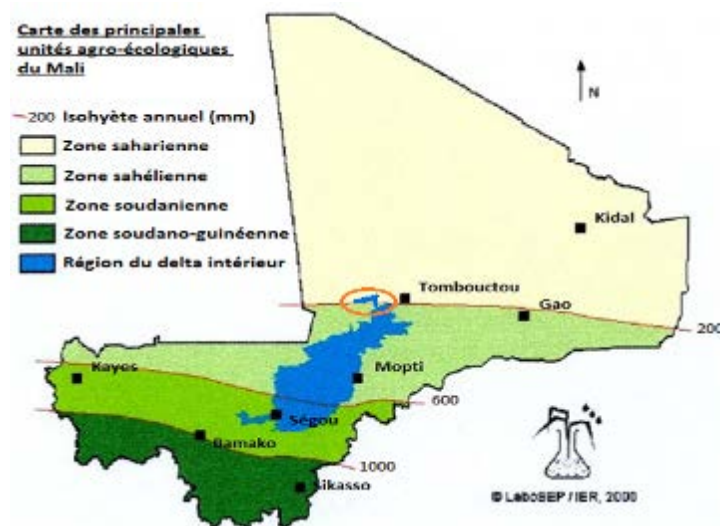 Carte des principales
unités agro-écologiques
du Mali
200 Isohyète annuel (mm)
Zone saharienne
Zone sahélienne
Zone soudanienne
Zone soudano-guinéenne
Région du delta intérieur
N
Kidal
Tombouctou
Gao
200
Kayes
Mopti
600
Ségou
Bamako
1000
Sikasso
© LaboSEP / IER, 2000